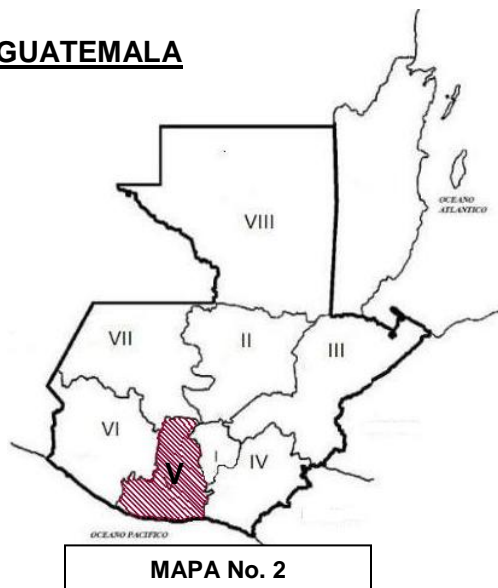 GUATEMALA
OCEANO
ATLANTICO
VIII
VII
II
III
VI
V
I
IV
OCEANO PACIFICO
MAPA No. 2